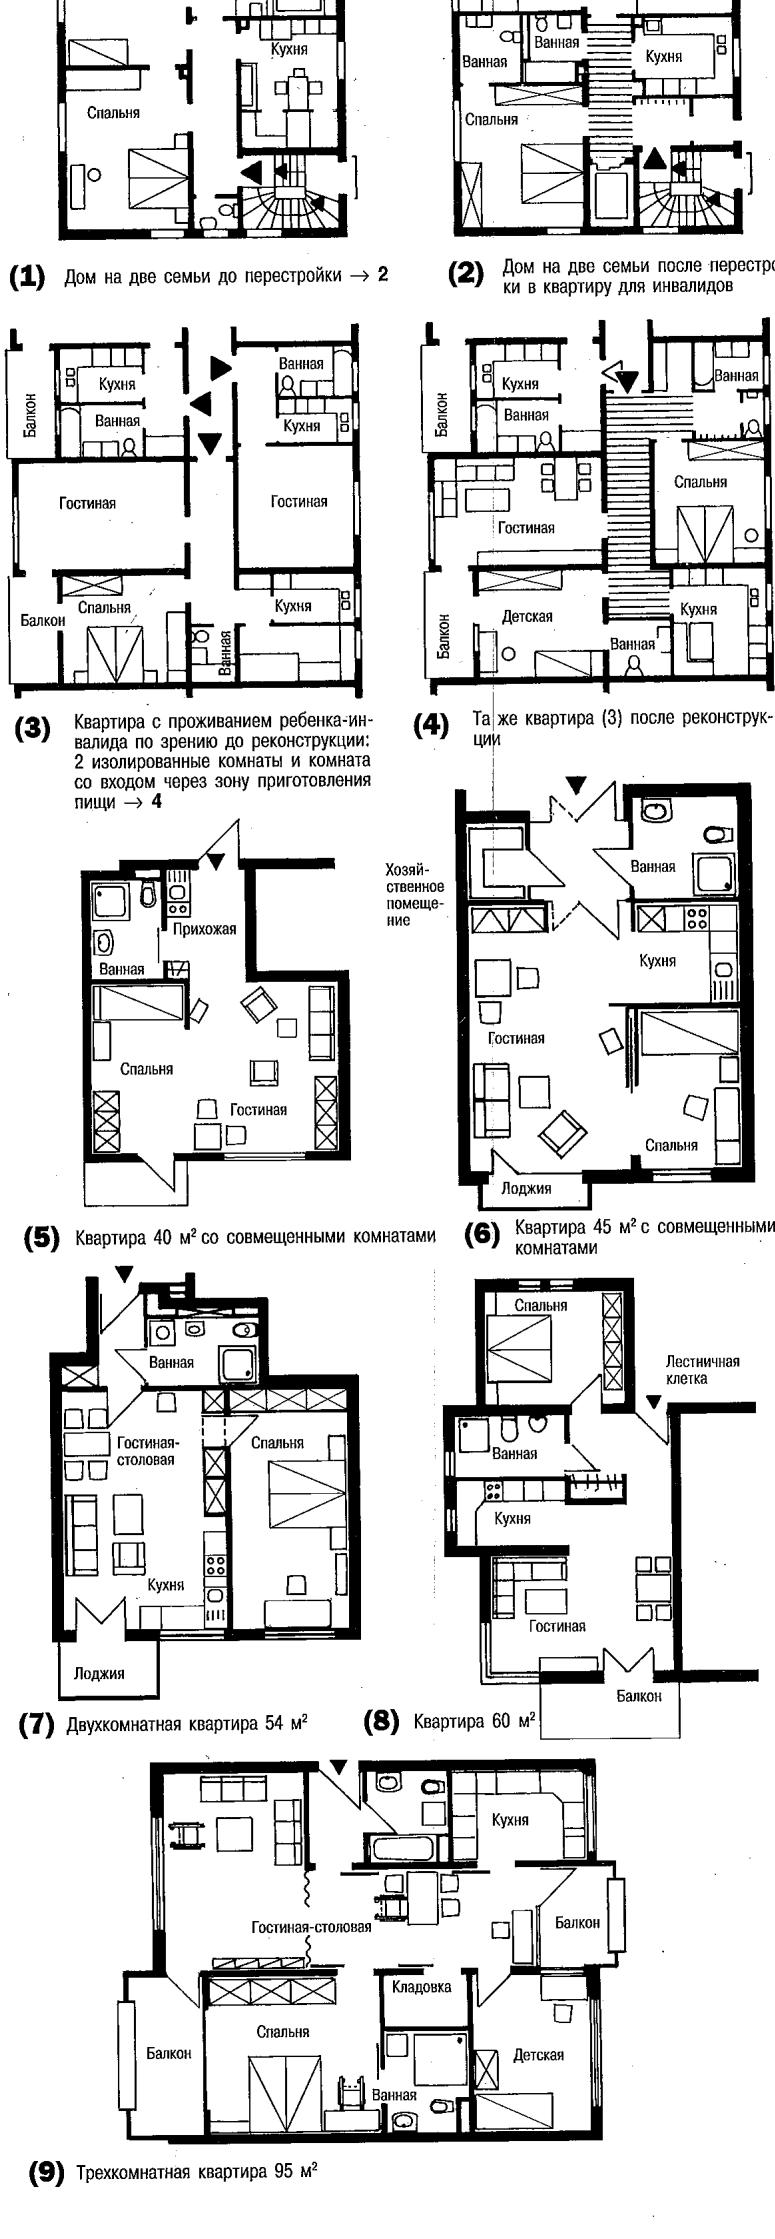 Кухня
Спальня
Ванная
Ванная
Кухня
Спальня
(1) Дом на две семьи до перестройки → 2
(2) Дом на две семьи после перестро
ки в квартиру для инвалидов
Балкон
Кухня
Ванная
Ванная
Кухня
Гостиная
Гостиная
Балкон
Спальня
Ванная
Кухня
Балкон
Кухня
Ванная
Ванная
Спальня
Гостиная
Балкон
Детская
Ванная
Кухня
(3) Квартира с проживанием ребенка-ин-
валида по зрению до реконструкции:
2 изолированные комнаты и комната
со входом через зону приготовления
пищи → 4
(4) Та же квартира (3) после реконструк-
ции
Прихожая
Ванная
Спальня
Гостиная
Хозяй-
ственное
помеще-
ние
Ванная
Кухня
Гостиная
Спальня
Лоджия
(5) Квартира 40 м² со совмещенными комнатами
(6) Квартира 45 м² с совмещенными
комнатами
Ванная
Гостиная-
столовая
Спальня
Кухня
Лоджия
Спальня
Лестничная
клетка
Ванная
Кухня
Гостиная
Балкон
(7) Двухкомнатная квартира 54 м²
(8) Квартира 60 м²
Кухня
Гостиная-столовая
Балкон
Кладовка
Спальня
Балкон
Ванная
Детская
(9) Трехкомнатная квартира 95 м²